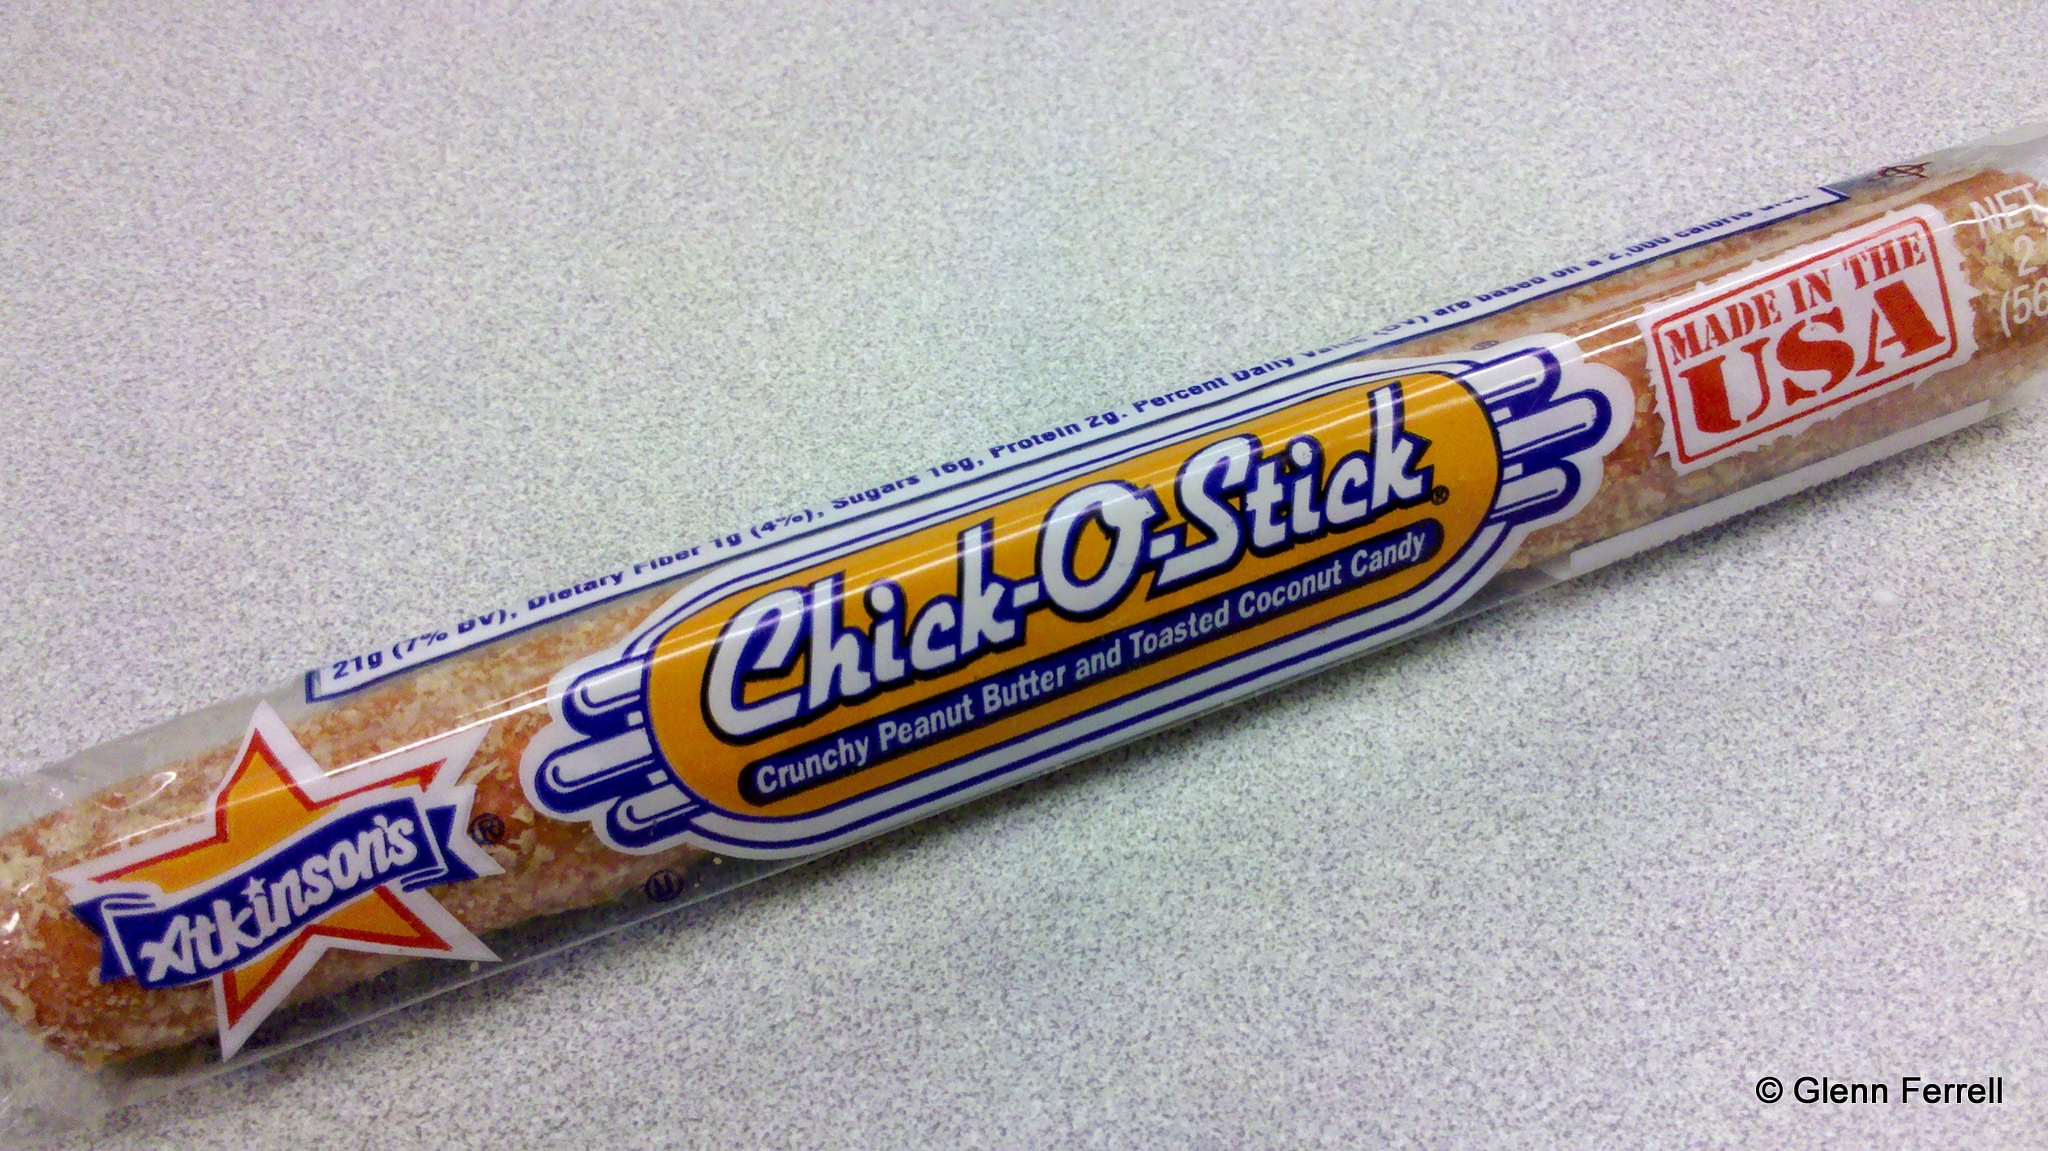 21g (7% DV), Dietary Fiber 1g (4%), Sugars 16g, Protein 2g. Percent Daily Value (DV) are based on a 2,000 calorie diet.
Atkinson's ®
Chick-O-Stick ®
Crunchy Peanut Butter and Toasted Coconut Candy
MADE IN THE
USA
NET
2
(56
© Glenn Ferrell